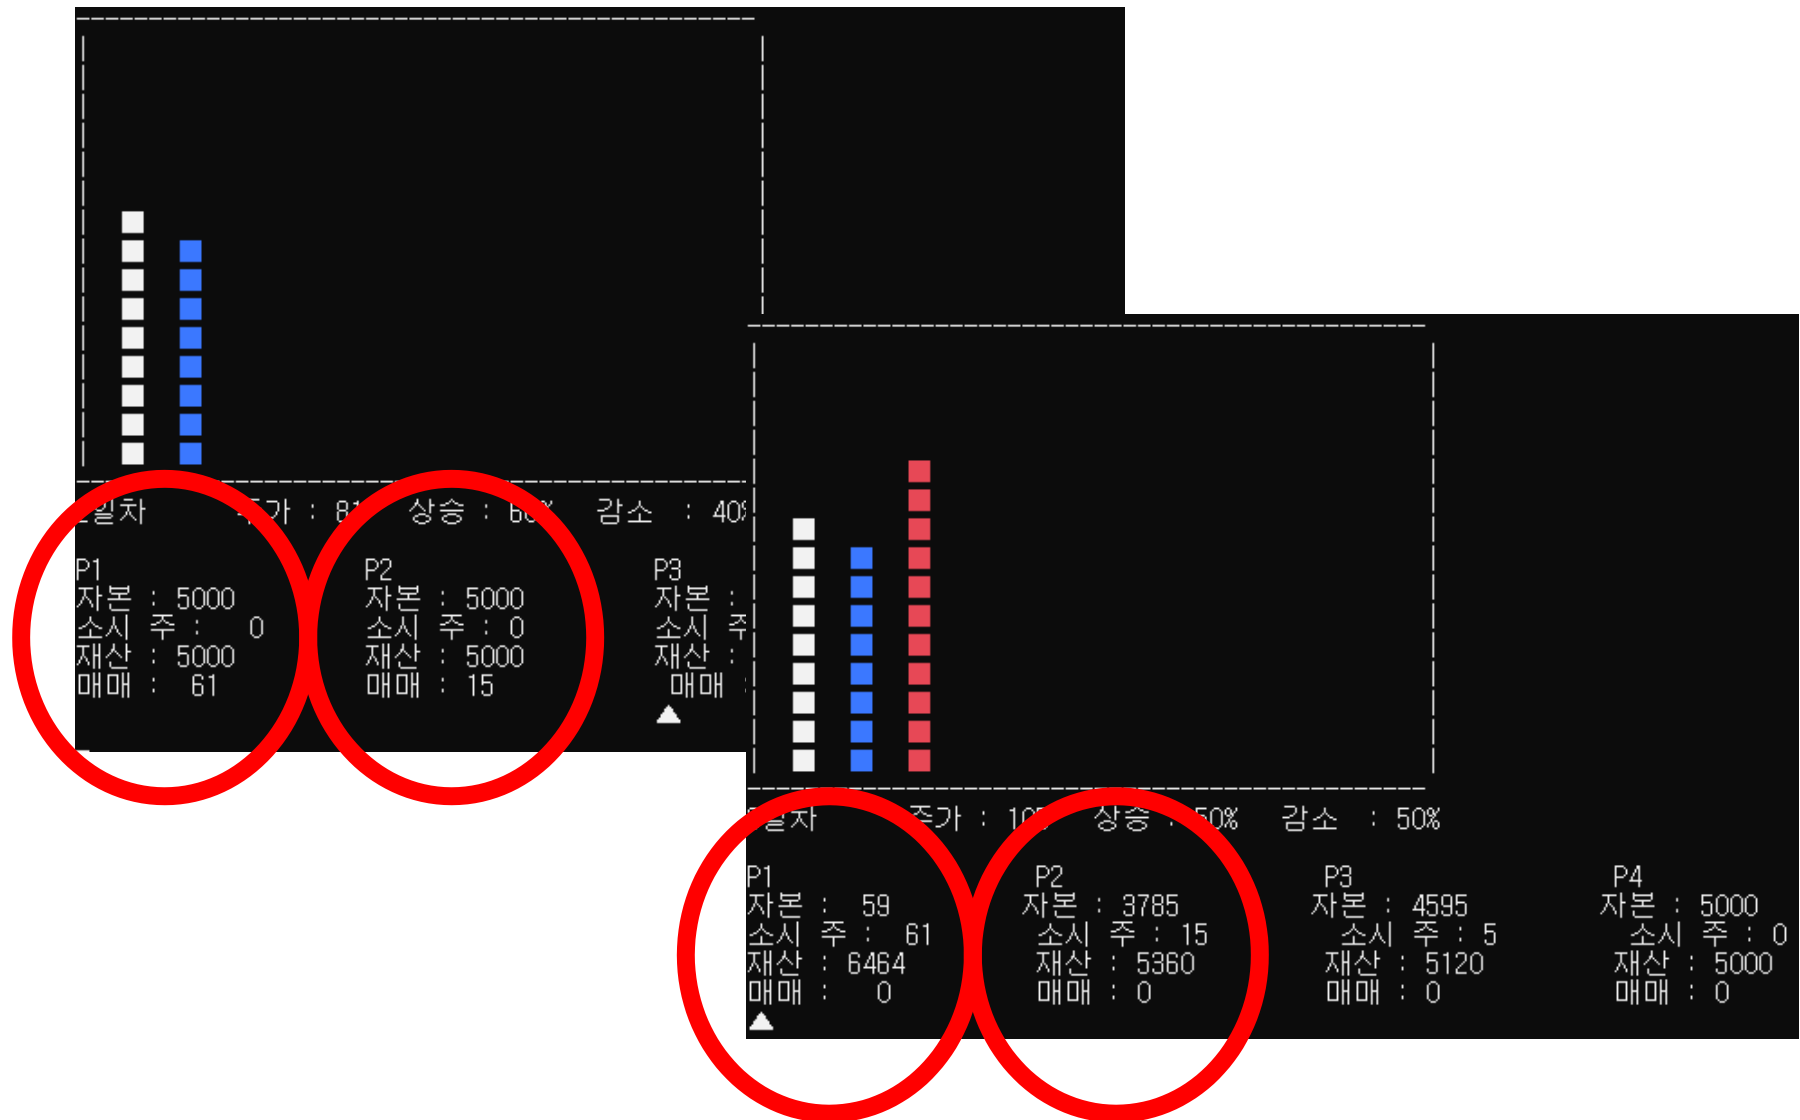 일차 가 : 81 상승 : 60% 감소 : 40%
P1 P2 P3
자본 : 5000 자본 : 5000 자본 :
소시 주 : 0 소시 주 : 0 소시 주
재산 : 5000 재산 : 5000 재산 :
매매 : 61 매매 : 15 매매 :
일차 주가 : 105 상승 : 50% 감소 : 50%
P1 P2 P3 P4
자본 : 59 자본 : 3785 자본 : 4595 자본 : 5000
소시 주 : 61 소시 주 : 15 소시 주 : 5 소시 주 : 0
재산 : 6464 재산 : 5360 재산 : 5120 재산 : 5000
매매 : 0 매매 : 0 매매 : 0 매매 : 0